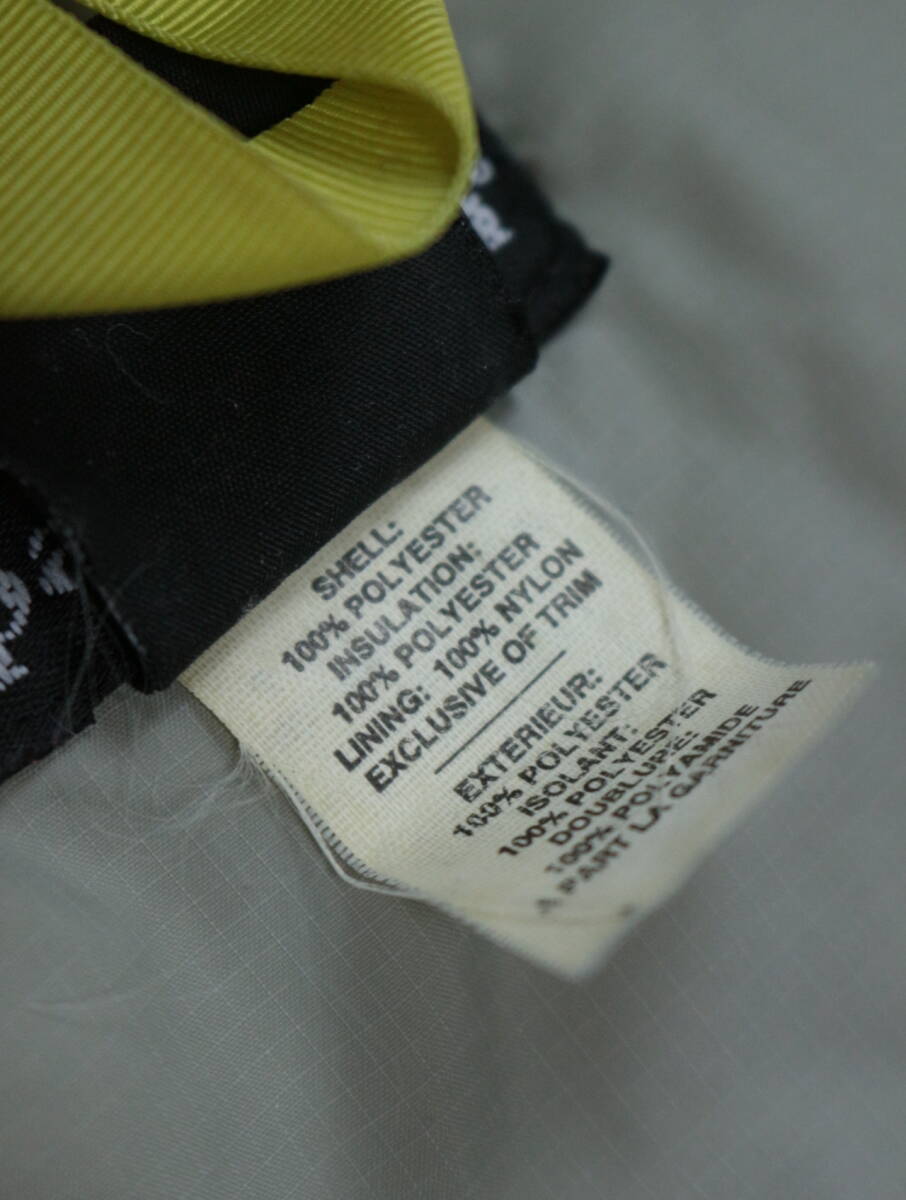 SHELL:
100% POLYESTER
INSULATION:
100% POLYESTER
LINING: 100% NYLON
EXCLUSIVE OF TRIM
EXTERIEUR:
100% POLYESTER
ISOLANT:
100% POLYESTER
DOUBLURE:
100% POLYAMIDE
A PART LA GARNITURE